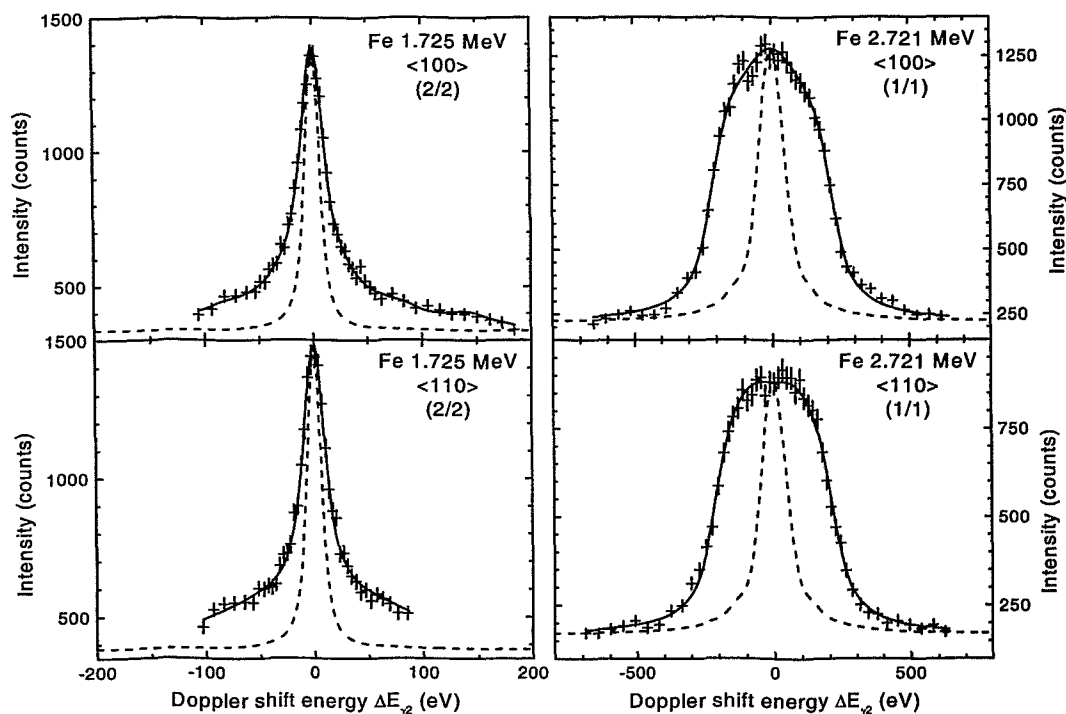 Fe 1.725 MeV
<100>
(2/2)
1500
1000
500
Intensity (counts)
Fe 2.721 MeV
<100>
(1/1)
1250
1000
750
500
250
Intensity (counts)
Fe 1.725 MeV
<110>
(2/2)
1500
1000
500
Intensity (counts)
-200 -100 0 100 200
Doppler shift energy ΔEγ2 (eV)
Fe 2.721 MeV
<110>
(1/1)
750
500
250
Intensity (counts)
-500 0 500
Doppler shift energy ΔEγ2 (eV)